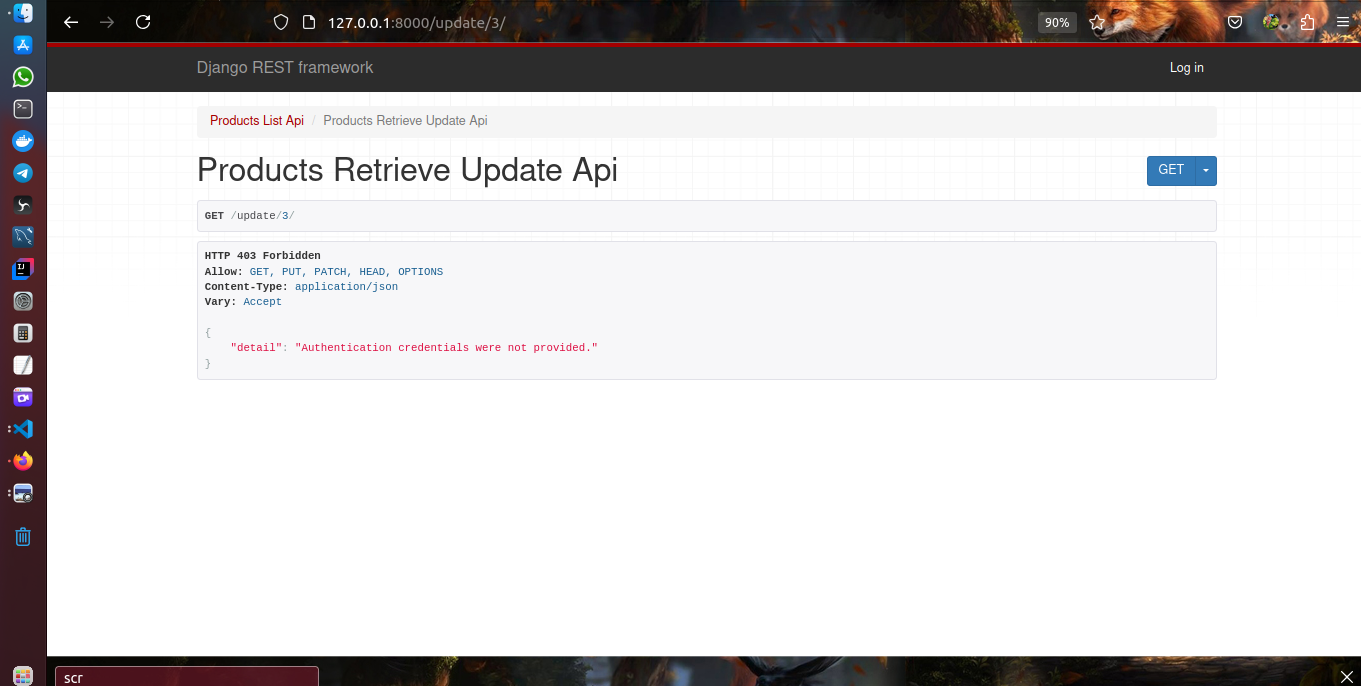 127.0.0.1:8000/update/3/
90%
Django REST framework
Log in
Products List Api / Products Retrieve Update Api
Products Retrieve Update Api
GET
GET /update/3/
HTTP 403 Forbidden
Allow: GET, PUT, PATCH, HEAD, OPTIONS
Content-Type: application/json
Vary: Accept
{
"detail": "Authentication credentials were not provided."
}
scr